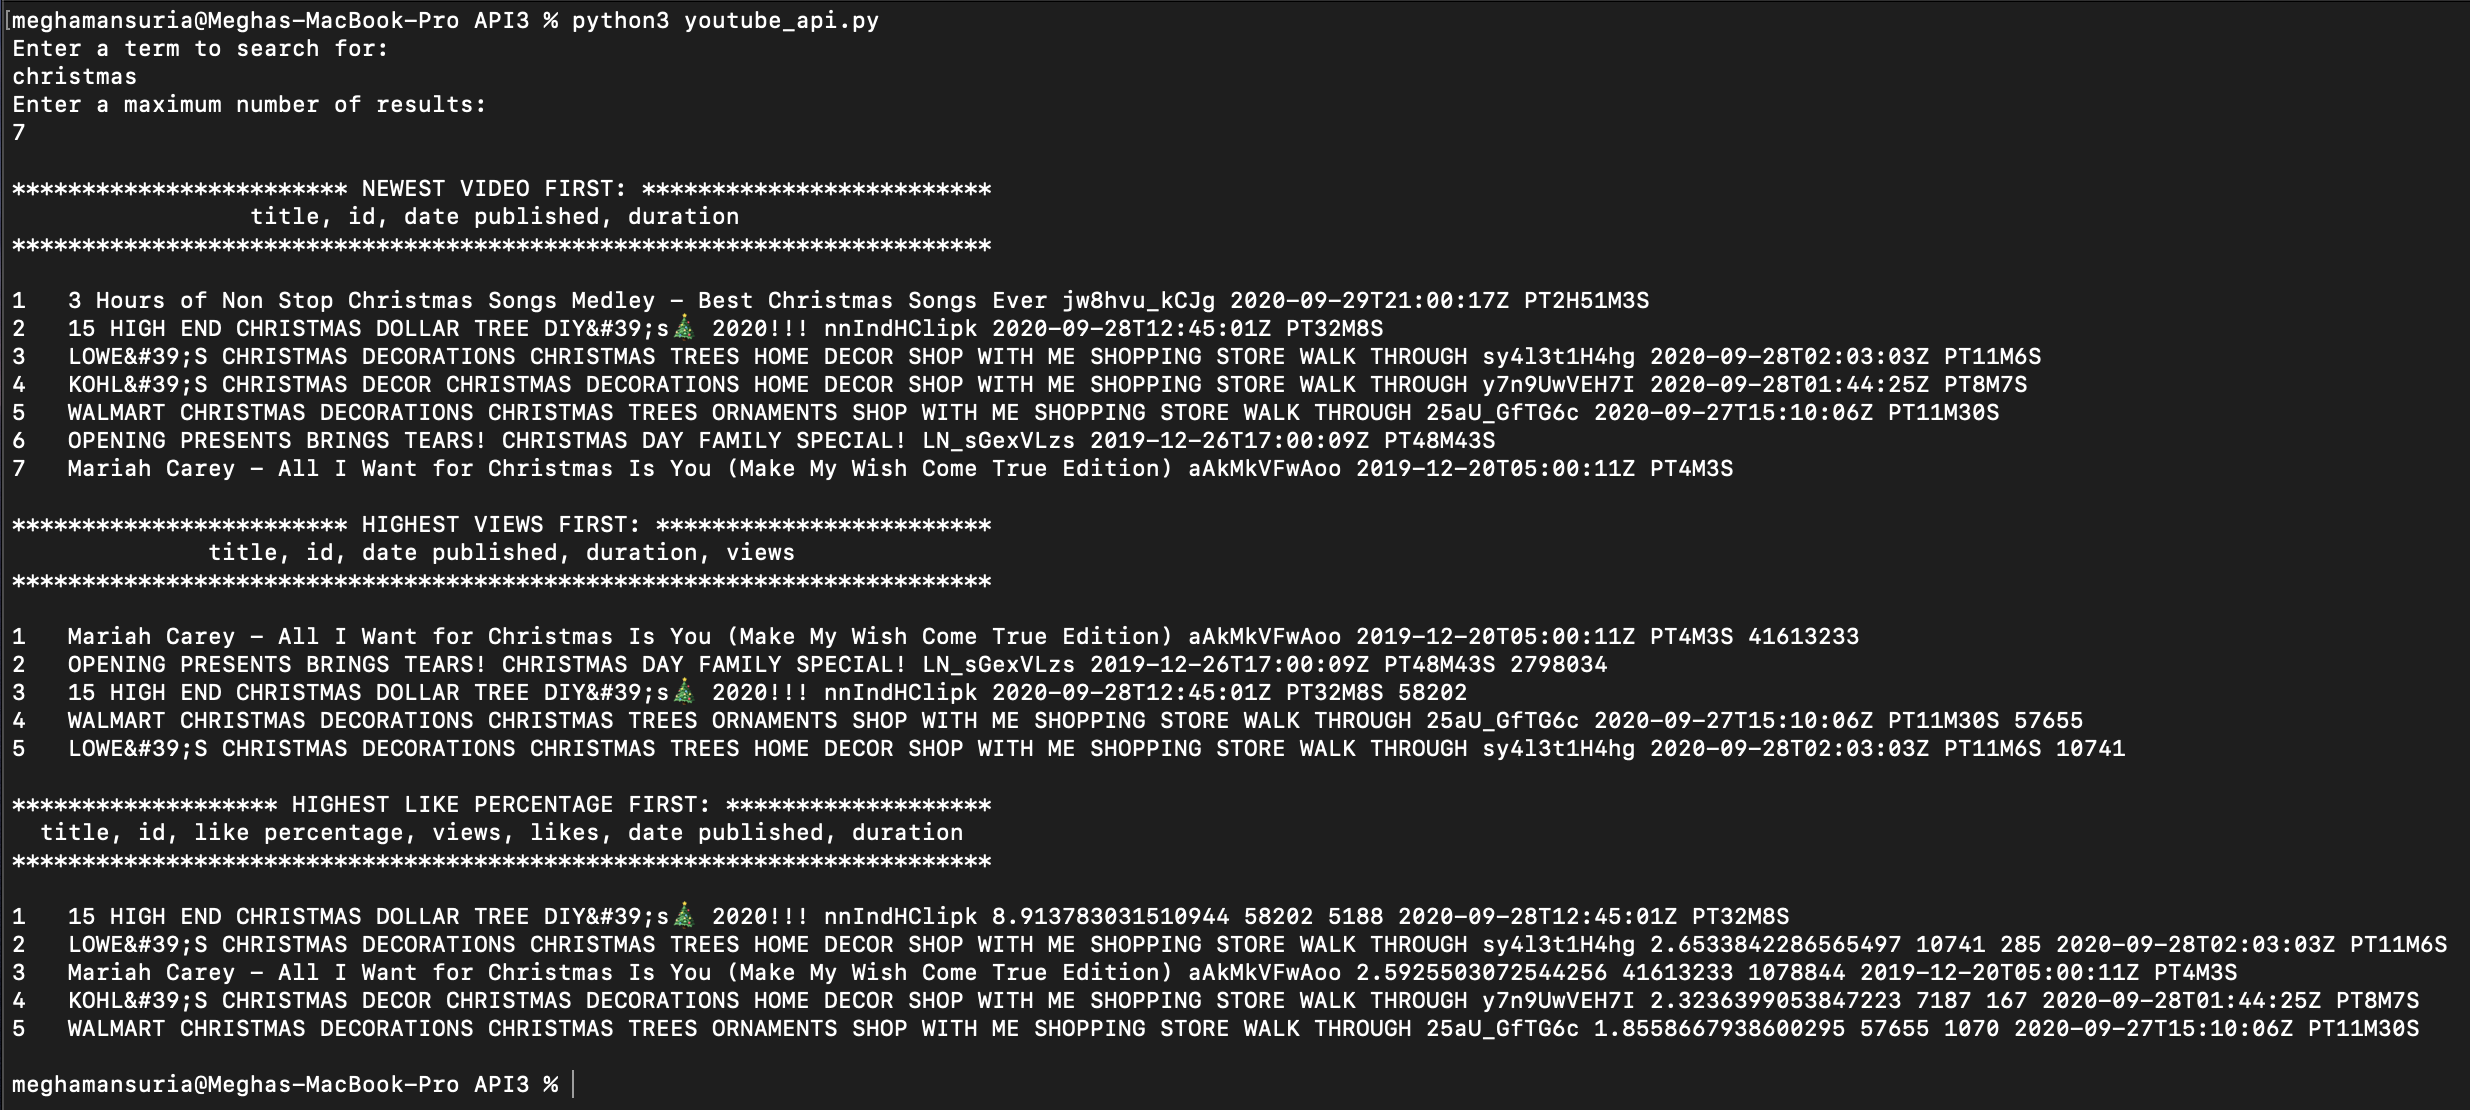 meghamansuria@Meghas-MacBook-Pro API3 % python3 youtube_api.py
Enter a term to search for:
christmas
Enter a maximum number of results:
7
************************ NEWEST VIDEO FIRST: *************************
title, id, date published, duration
**********************************************************************
1   3 Hours of Non Stop Christmas Songs Medley – Best Christmas Songs Ever jw8hvu_kCJg 2020-09-29T21:00:17Z PT2H51M3S
2   15 HIGH END CHRISTMAS DOLLAR TREE DIY&#39;s🎄 2020!!! nnIndHClipk 2020-09-28T12:45:01Z PT32M8S
3   LOWE&#39;S CHRISTMAS DECORATIONS CHRISTMAS TREES HOME DECOR SHOP WITH ME SHOPPING STORE WALK THROUGH sy4l3t1H4hg 2020-09-28T02:03:03Z PT11M6S
4   KOHL&#39;S CHRISTMAS DECOR CHRISTMAS DECORATIONS HOME DECOR SHOP WITH ME SHOPPING STORE WALK THROUGH y7n9UwVEH7I 2020-09-28T01:44:25Z PT8M7S
5   WALMART CHRISTMAS DECORATIONS CHRISTMAS TREES ORNAMENTS SHOP WITH ME SHOPPING STORE WALK THROUGH 25aU_GfTG6c 2020-09-27T15:10:06Z PT11M30S
6   OPENING PRESENTS BRINGS TEARS! CHRISTMAS DAY FAMILY SPECIAL! LN_sGexVLzs 2019-12-26T17:00:09Z PT48M43S
7   Mariah Carey – All I Want for Christmas Is You (Make My Wish Come True Edition) aAkMkVFwAoo 2019-12-20T05:00:11Z PT4M3S
************************ HIGHEST VIEWS FIRST: ************************
title, id, date published, duration, views
**********************************************************************
1   Mariah Carey – All I Want for Christmas Is You (Make My Wish Come True Edition) aAkMkVFwAoo 2019-12-20T05:00:11Z PT4M3S 41613233
2   OPENING PRESENTS BRINGS TEARS! CHRISTMAS DAY FAMILY SPECIAL! LN_sGexVLzs 2019-12-26T17:00:09Z PT48M43S 2798034
3   15 HIGH END CHRISTMAS DOLLAR TREE DIY&#39;s🎄 2020!!! nnIndHClipk 2020-09-28T12:45:01Z PT32M8S 58202
4   WALMART CHRISTMAS DECORATIONS CHRISTMAS TREES ORNAMENTS SHOP WITH ME SHOPPING STORE WALK THROUGH 25aU_GfTG6c 2020-09-27T15:10:06Z PT11M30S 57655
5   LOWE&#39;S CHRISTMAS DECORATIONS CHRISTMAS TREES HOME DECOR SHOP WITH ME SHOPPING STORE WALK THROUGH sy4l3t1H4hg 2020-09-28T02:03:03Z PT11M6S 10741
******************* HIGHEST LIKE PERCENTAGE FIRST: *******************
title, id, like percentage, views, likes, date published, duration
**********************************************************************
1   15 HIGH END CHRISTMAS DOLLAR TREE DIY&#39;s🎄 2020!!! nnIndHClipk 8.913783031510944 58202 5188 2020-09-28T12:45:01Z PT32M8S
2   LOWE&#39;S CHRISTMAS DECORATIONS CHRISTMAS TREES HOME DECOR SHOP WITH ME SHOPPING STORE WALK THROUGH sy4l3t1H4hg 2.6533842286565497 10741 285 2020-09-28T02:03:03Z PT11M6S
3   Mariah Carey – All I Want for Christmas Is You (Make My Wish Come True Edition) aAkMkVFwAoo 2.5925503072544256 41613233 1078844 2019-12-20T05:00:11Z PT4M3S
4   KOHL&#39;S CHRISTMAS DECOR CHRISTMAS DECORATIONS HOME DECOR SHOP WITH ME SHOPPING STORE WALK THROUGH y7n9UwVEH7I 2.3236399053847223 7187 167 2020-09-28T01:44:25Z PT8M7S
5   WALMART CHRISTMAS DECORATIONS CHRISTMAS TREES ORNAMENTS SHOP WITH ME SHOPPING STORE WALK THROUGH 25aU_GfTG6c 1.8558667938600295 57655 1070 2020-09-27T15:10:06Z PT11M30S
meghamansuria@Meghas-MacBook-Pro API3 %